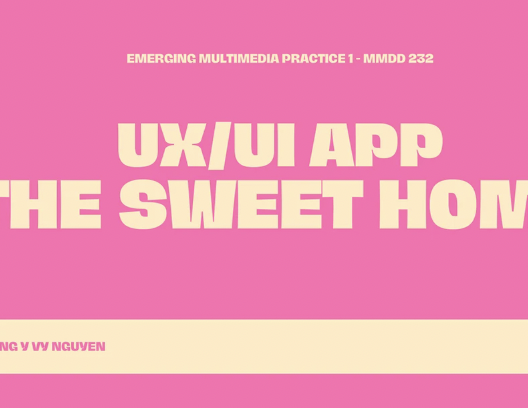 EMERGING MULTIMEDIA PRACTICE 1 - MMDD 232
UX/UI APP
THE SWEET HOM
NG Y VY NGUYEN